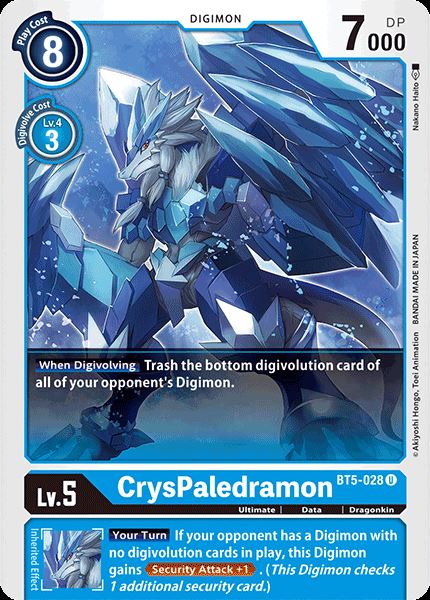 Play Cost
8
DIGIMON
7000
DP
Digivolve Cost
Lv.4
3
Nakano Haito
© Akiyoshi Hongo, Toei Animation BANDAI MADE IN JAPAN
When Digivolving Trash the bottom digivolution card of
all of your opponent's Digimon.
Lv.5
CrysPaledramon
BT5-028 U
Ultimate | Data | Dragonkin
Inherited Effect
Your Turn If your opponent has a Digimon with
no digivolution cards in play, this Digimon
gains Security Attack +1 . (This Digimon checks
1 additional security card.)